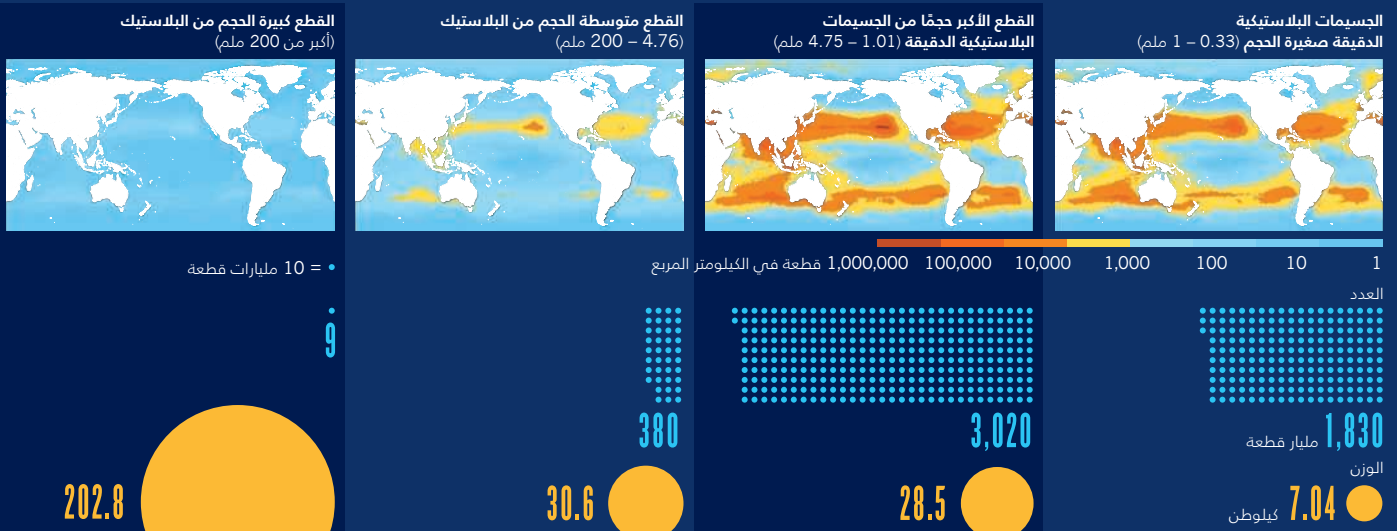 الجسيمات البلاستيكية
الدقيقة صغيرة الحجم (0.33 – 1 ملم)
القطع الأكبر حجمًا من الجسيمات
البلاستيكية الدقيقة (1.01 – 4.75 ملم)
القطع متوسطة الحجم من البلاستيك
(4.76 – 200 ملم)
القطع كبيرة الحجم من البلاستيك
(أكبر من 200 ملم)
1 10 100 1,000 10,000 100,000 1,000,000 قطعة في الكيلومتر المربع
• = 10 مليارات قطعة
العدد
1,830 مليار قطعة
3,020
380
9
الوزن
7.04 كيلوطن
28.5
30.6
202.8